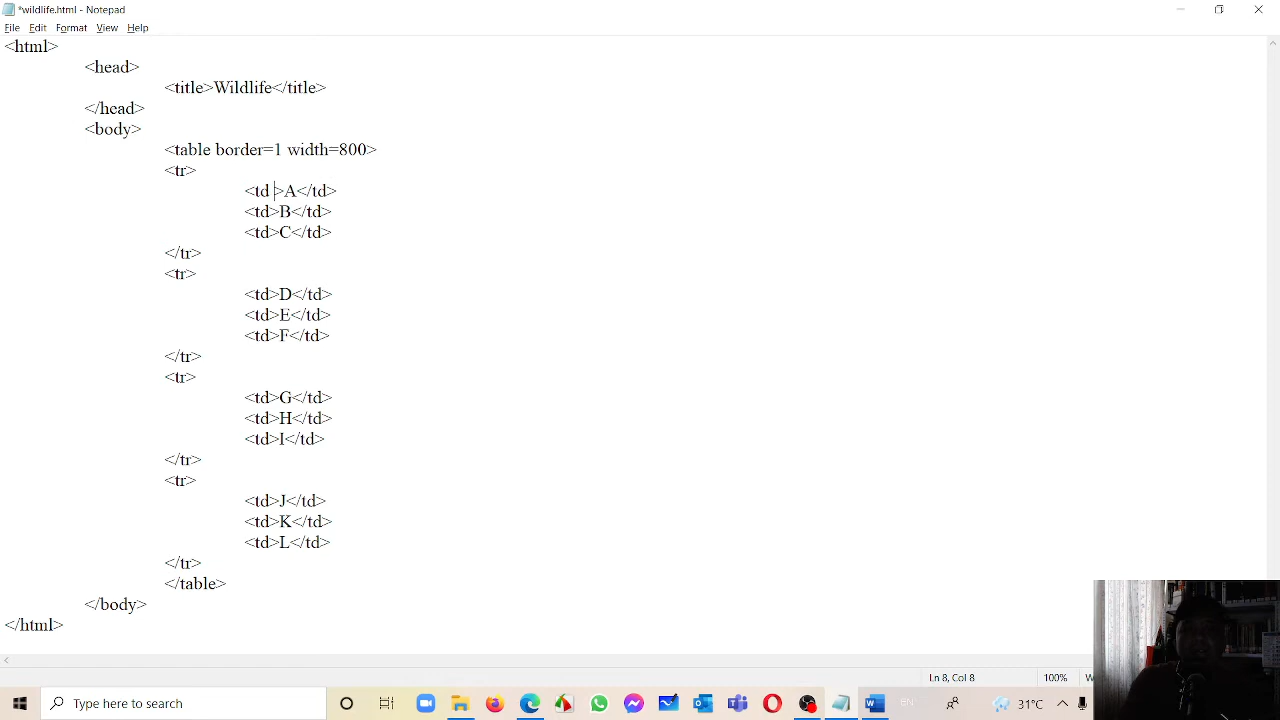 *wildlife.html - Notepad
File Edit Format View Help
<html>
<head>
<title>Wildlife</title>
</head>
<body>
<table border=1 width=800>
<tr>
<td >A</td>
<td>B</td>
<td>C</td>
</tr>
<tr>
<td>D</td>
<td>E</td>
<td>F</td>
</tr>
<tr>
<td>G</td>
<td>H</td>
<td>I</td>
</tr>
<tr>
<td>J</td>
<td>K</td>
<td>L</td>
</tr>
</table>
</body>
</html>
Ln 8, Col 8 100% W
Type here to search ENG 31°C